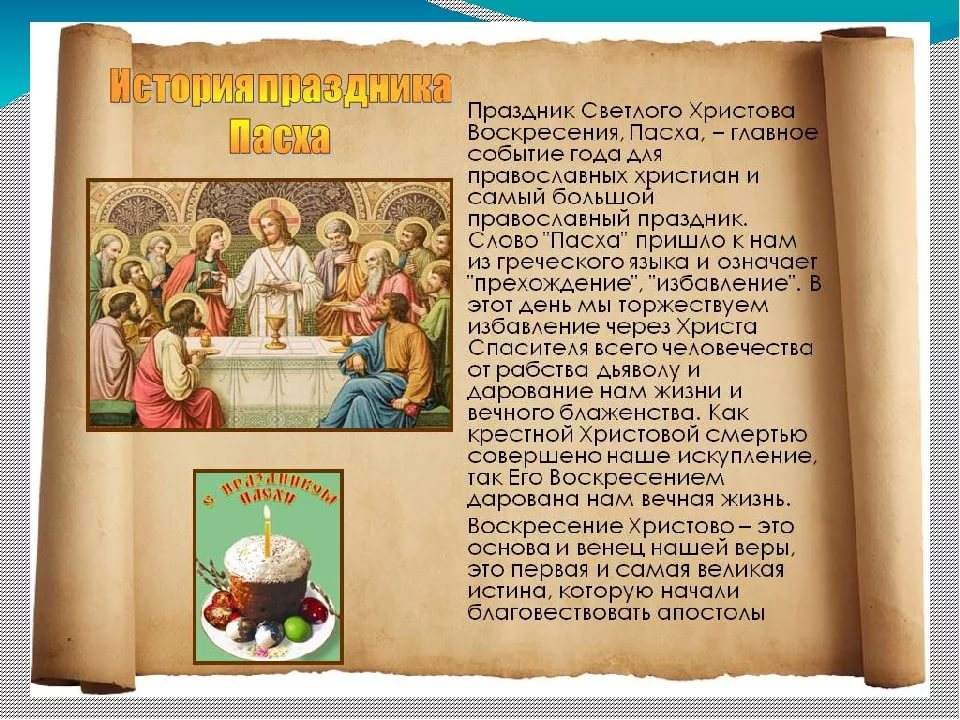 История праздника
Пасха
Праздник Светлого Христова
Воскресения, Пасха, – главное
событие года для
православных христиан и
самый большой
православный праздник.
Слово "Пасха" пришло к нам
из греческого языка и означает
"прехождение", "избавление". В
этот день мы торжествуем
избавление через Христа
Спасителя всего человечества
от рабства дьяволу и
дарование нам жизни и
вечного блаженства. Как
крестной Христовой смертью
совершено наше искупление,
так Его Воскресением
дарована нам вечная жизнь.
Воскресение Христово – это
основа и венец нашей веры,
это первая и самая великая
истина, которую начали
благовествовать апостолы
С ПРАЗДНИКОМ
ПАСХИ